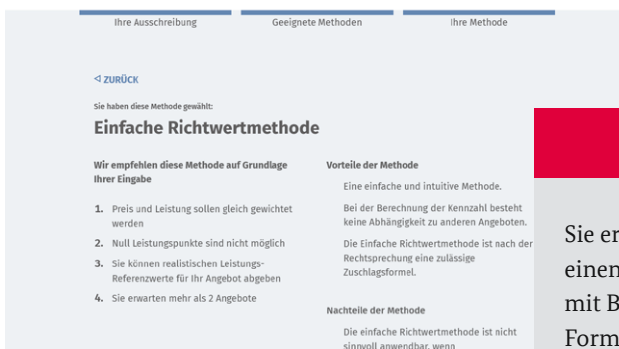 Ihre Ausschreibung
Geeignete Methoden
Ihre Methode
◁ ZURÜCK
Sie haben diese Methode gewählt:
Einfache Richtwertmethode
Wir empfehlen diese Methode auf Grundlage
Ihrer Eingabe
1. Preis und Leistung sollen gleich gewichtet
werden
2. Null Leistungspunkte sind nicht möglich
3. Sie können realistischen Leistungs-
Referenzwerte für Ihr Angebot abgeben
4. Sie erwarten mehr als 2 Angebote
Vorteile der Methode
Eine einfache und intuitive Methode.
Bei der Berechnung der Kennzahl besteht
keine Abhängigkeit zu anderen Angeboten.
Die Einfache Richtwertmethode ist nach der
Rechtsprechung eine zulässige
Zuschlagsformel.
Nachteile der Methode
Die einfache Richtwertmethode ist nicht
sinnvoll anwendbar, wenn
Sie er
einen
mit B
Form